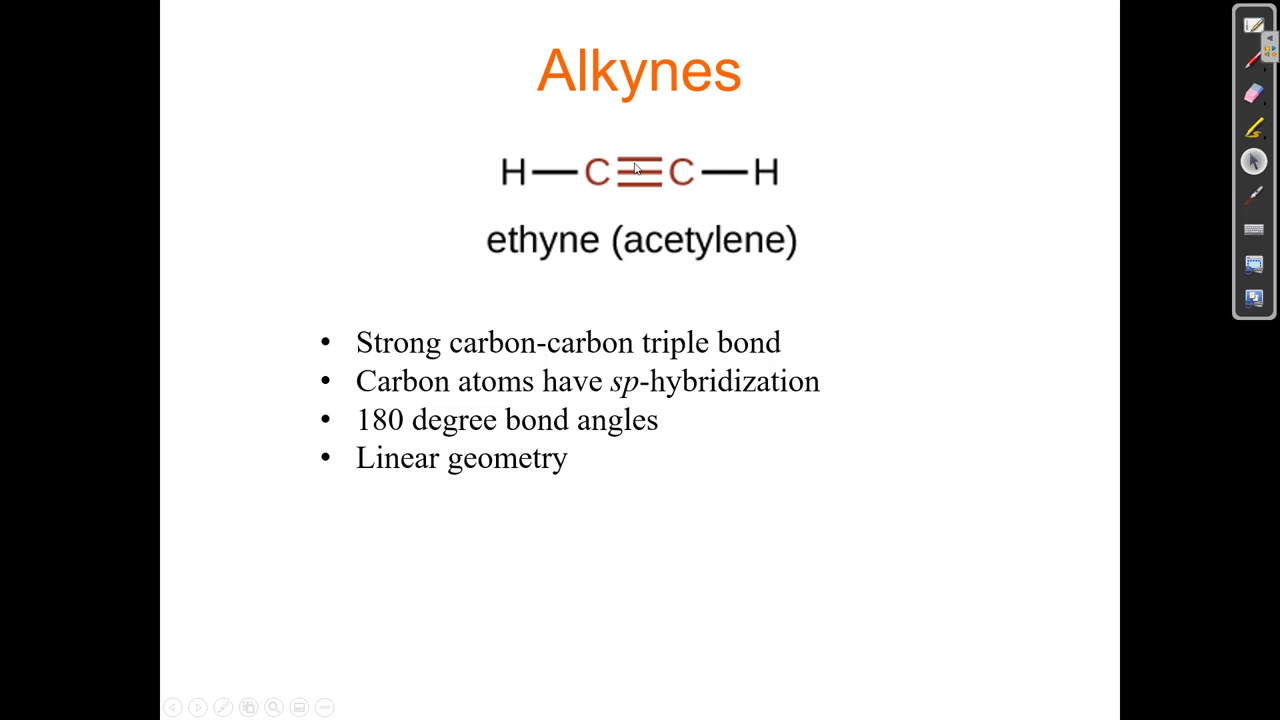 Alkynes
H—C≡C—H
ethyne (acetylene)
• Strong carbon-carbon triple bond
• Carbon atoms have sp-hybridization
• 180 degree bond angles
• Linear geometry